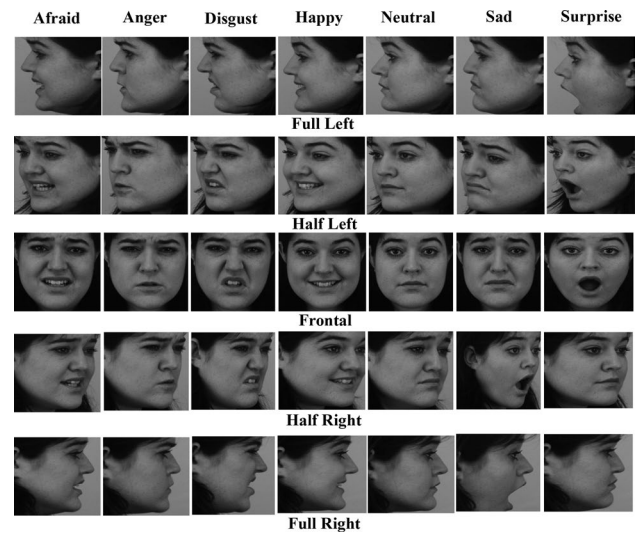 Afraid Anger Disgust Happy Neutral Sad Surprise
Full Left
Half Left
Frontal
Half Right
Full Right